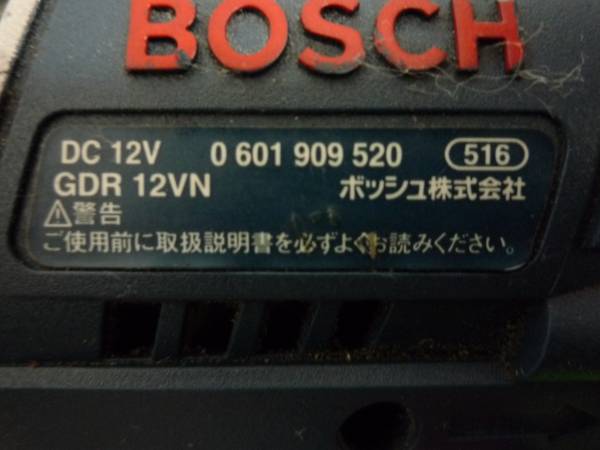 BOSCH
DC 12V 0 601 909 520 516
GDR 12VN ボッシュ株式会社
⚠警告
ご使用前に取扱説明書を必ずよくお読みください。